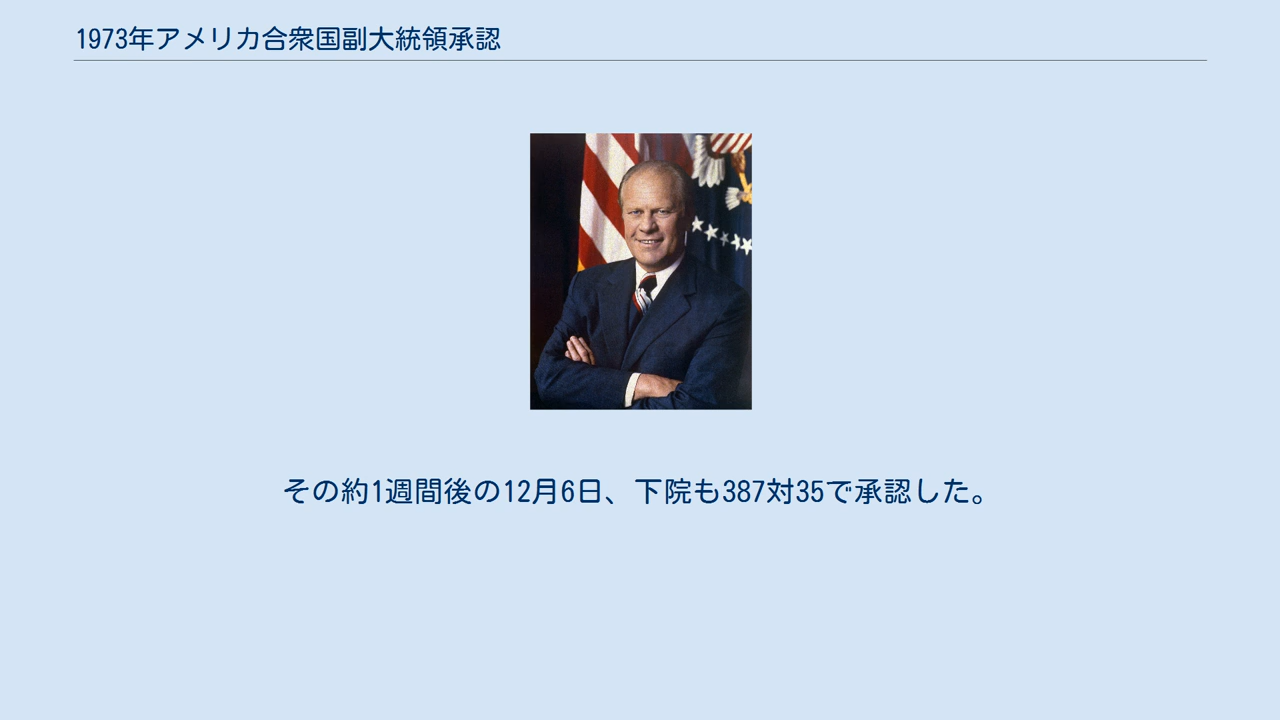 1973年アメリカ合衆国副大統領承認
その約1週間後の12月6日、下院も387対35で承認した。